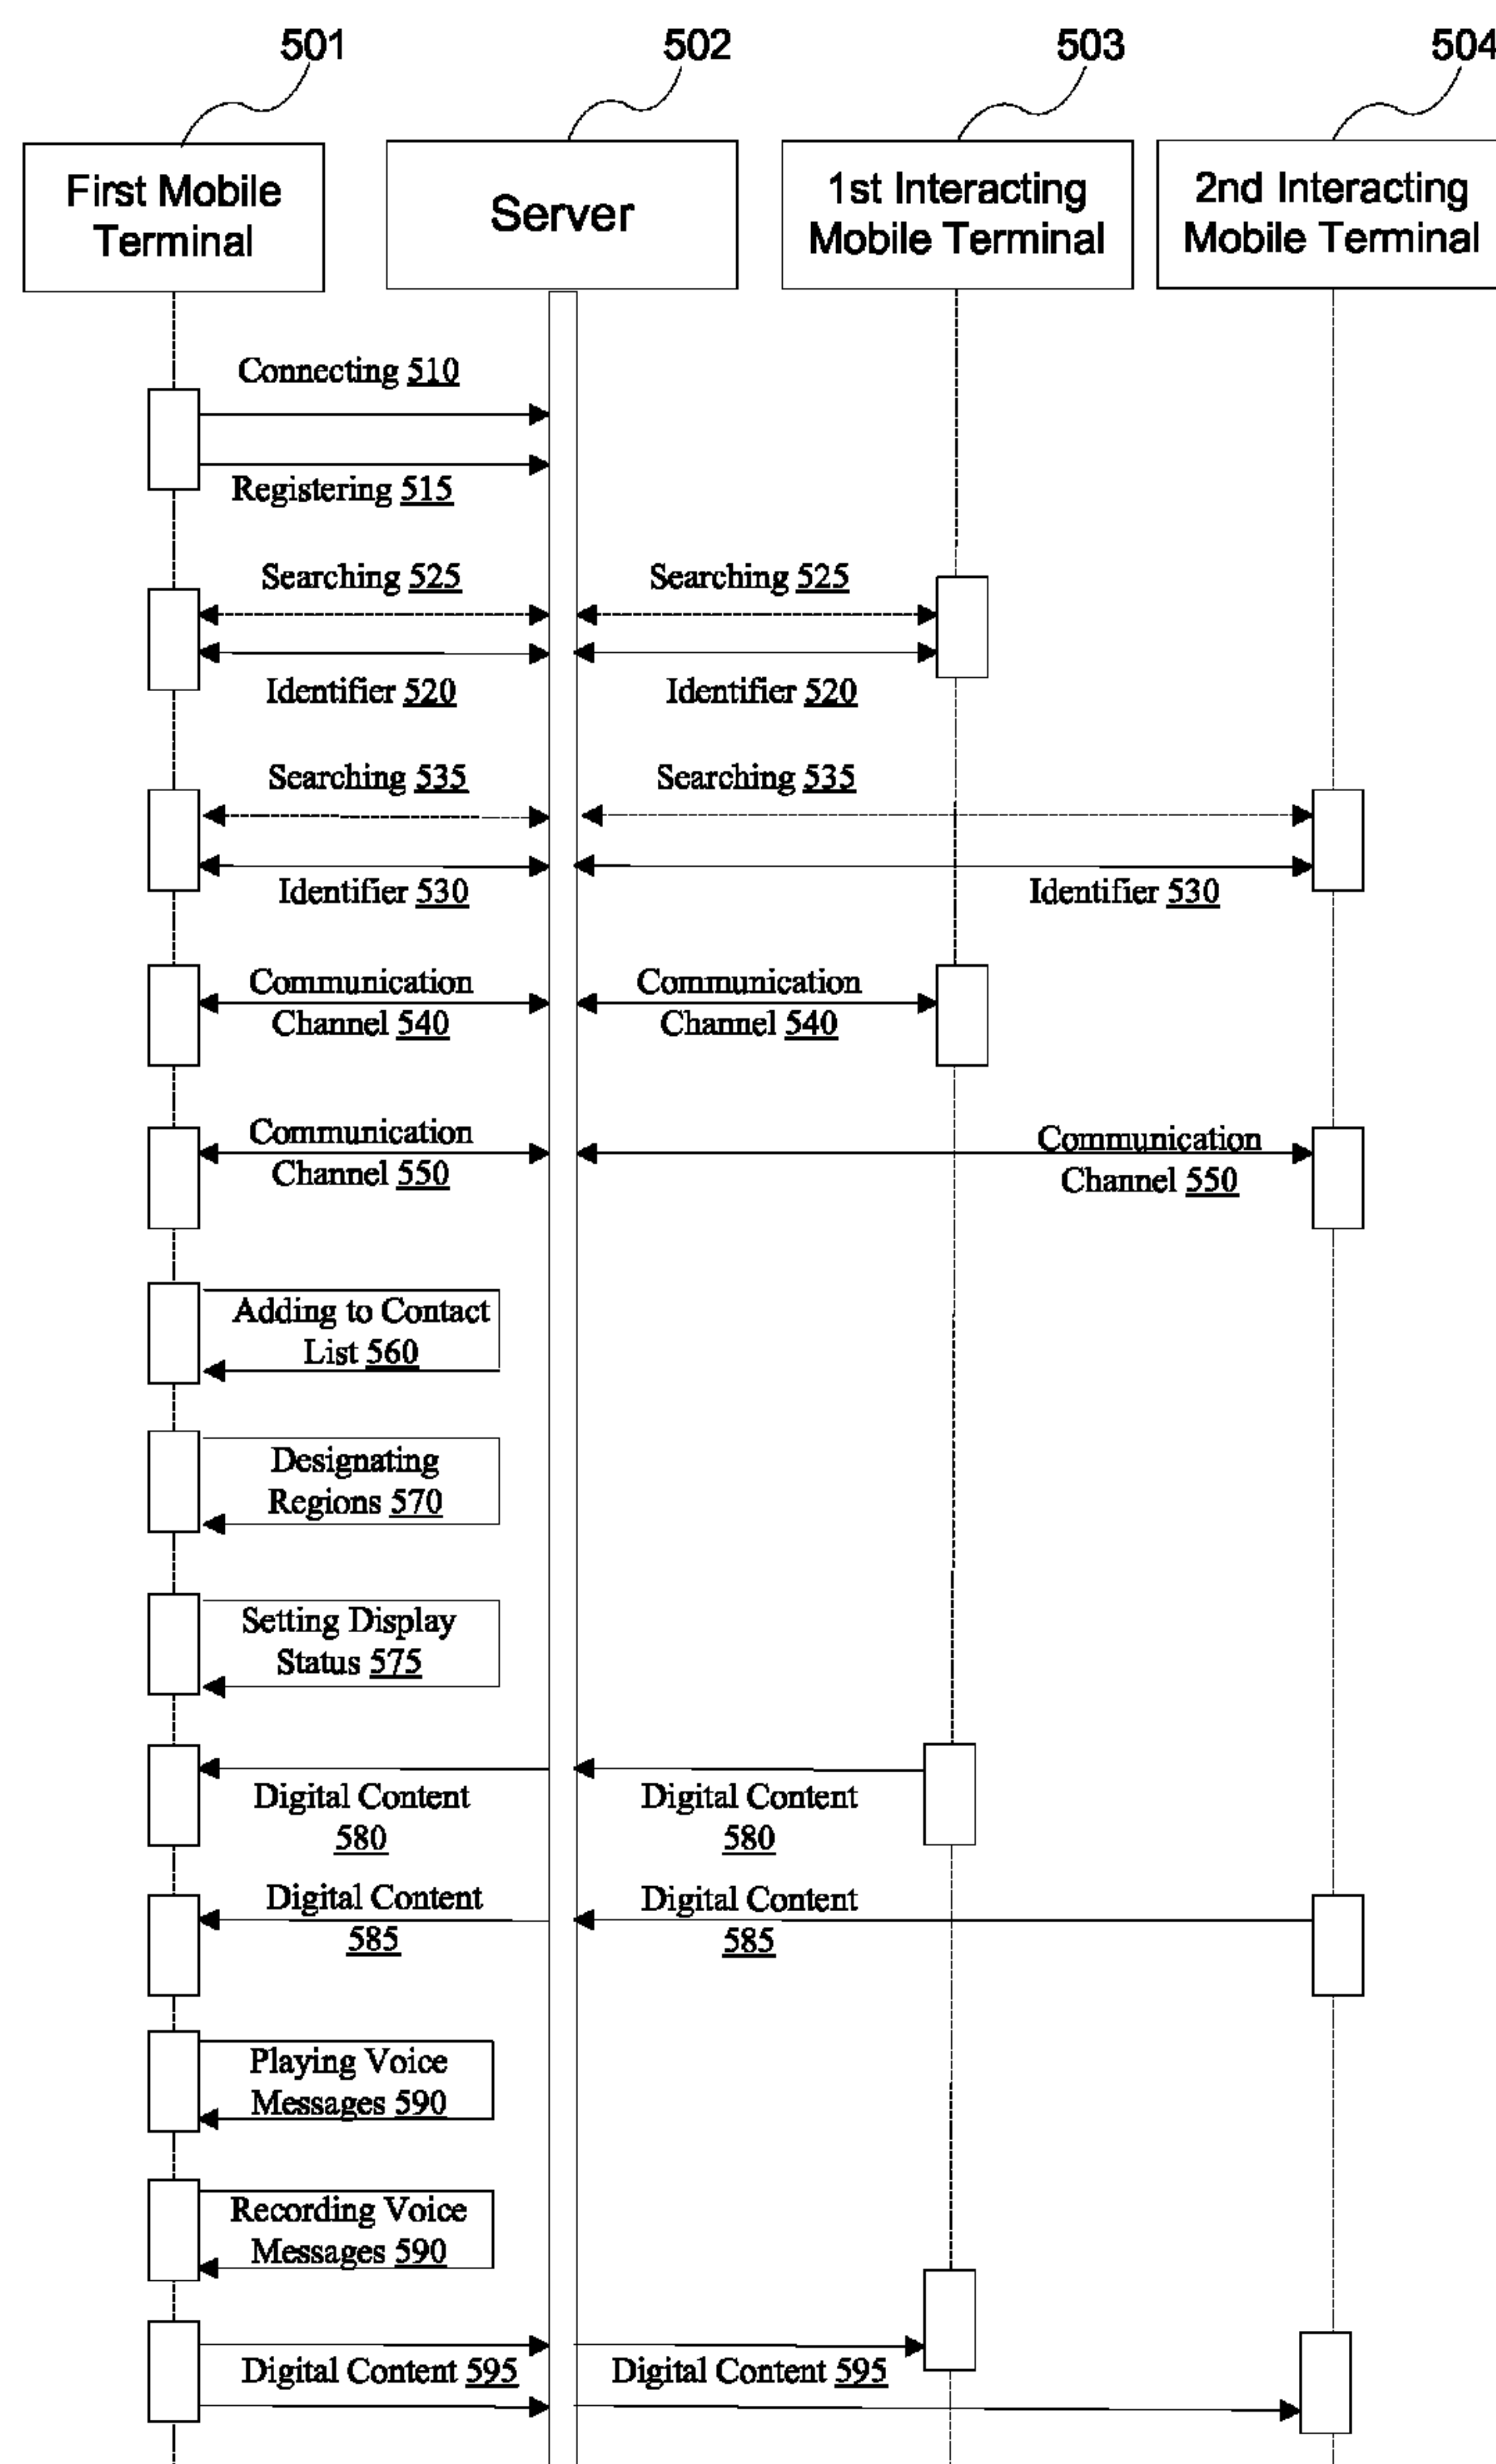 501
502
503
504
First Mobile
Terminal
Server
1st Interacting
Mobile Terminal
2nd Interacting
Mobile Terminal
Connecting 510
Registering 515
Searching 525
Searching 525
Identifier 520
Identifier 520
Searching 535
Searching 535
Identifier 530
Identifier 530
Communication
Channel 540
Communication
Channel 540
Communication
Channel 550
Communication
Channel 550
Adding to Contact
List 560
Designating
Regions 570
Setting Display
Status 575
Digital Content
580
Digital Content
580
Digital Content
585
Digital Content
585
Playing Voice
Messages 590
Recording Voice
Messages 590
Digital Content 595
Digital Content 595